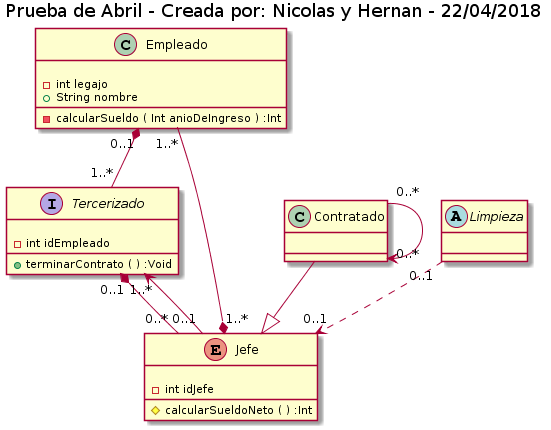 Prueba de Abril - Creada por: Nicolas y Hernan - 22/04/2018
C Empleado
int legajo
String nombre
calcularSueldo ( Int anioDeIngreso ) :Int
0..1 1..*
1..*
I Tercerizado
int idEmpleado
terminarContrato ( ) :Void
C Contratado
0..*
0..*
A Limpieza
0..1
0..1 1..*
0..* 0..1 1..* 0..1
E Jefe
int idJefe
calcularSueldoNeto ( ) :Int